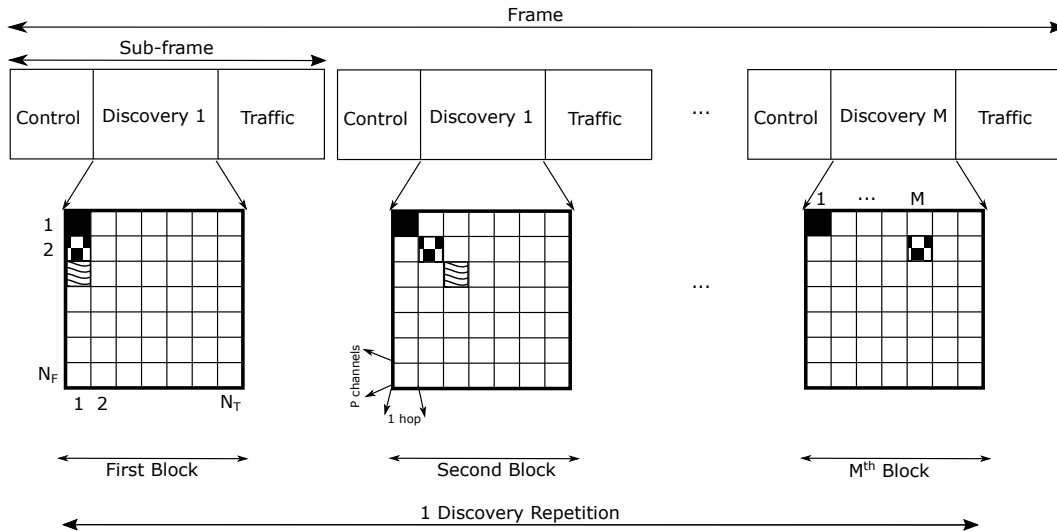 Frame
Sub-frame
Control Discovery 1 Traffic Control Discovery 1 Traffic ... Control Discovery M Traffic
1 ... M
1
2
...
N_F
P channels
1 2 N_T
1 hop
First Block Second Block M^th Block
1 Discovery Repetition